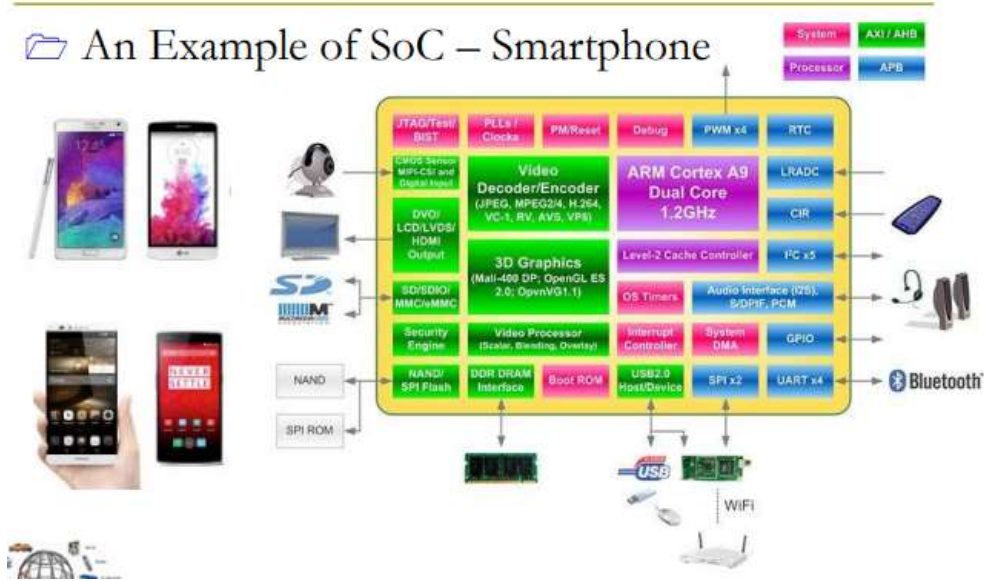 An Example of SoC – Smartphone
System
AXI / AHB
Processor
APB
JTAG/Test/
BIST
PLLs /
Clocks
PM/Reset
Debug
PWM x4
RTC
CMOS Sensor
MIPI-CSI and
Digital Input
Video
Decoder/Encoder
(JPEG, MPEG2/4, H.264,
VC-1, RV, AVS, VP8)
ARM Cortex A9
Dual Core
1.2GHz
LRADC
DVO/
LCD/LVDS/
HDMI
Output
CIR
3D Graphics
(Mali-400 DP; OpenGL ES
2.0; OpvnVG1.1)
Level-2 Cache Controller
I²C x5
SD/SDIO/
MMC/eMMC
OS Timers
Audio Interface (I2S),
S/DPIF, PCM
Security
Engine
Video Processor
(Scalar, Blending, Overlay)
Interrupt
Controller
System
DMA
GPIO
NAND/
SPI Flash
DDR DRAM
Interface
Boot ROM
USB2.0
Host/Device
SPI x2
UART x4
NAND
SPI ROM
SD
Bluetooth
USB
WiFi
12:45
LG
NEVER
SETTLE